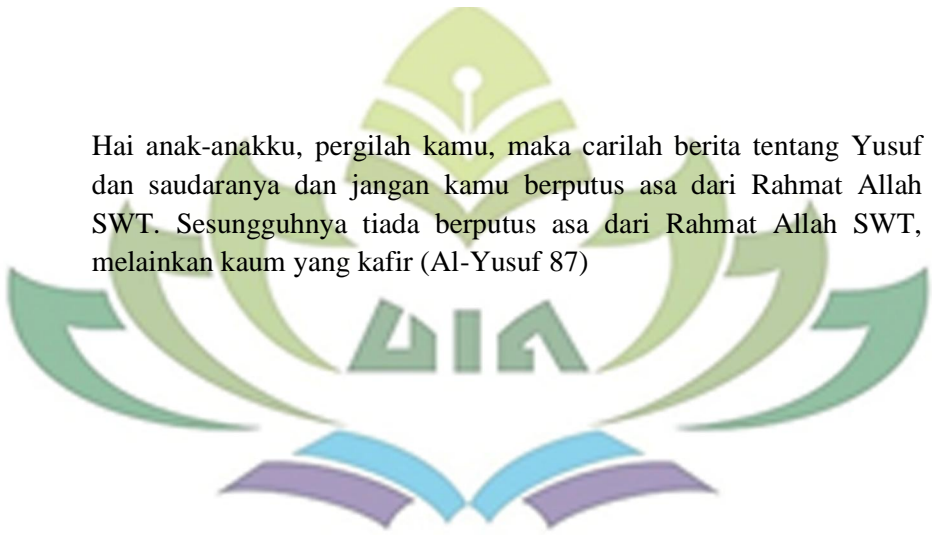 Hai anak-anakku, pergilah kamu, maka carilah berita tentang Yusuf
dan saudaranya dan jangan kamu berputus asa dari Rahmat Allah
SWT. Sesungguhnya tiada berputus asa dari Rahmat Allah SWT,
melainkan kaum yang kafir (Al-Yusuf 87)
UIN